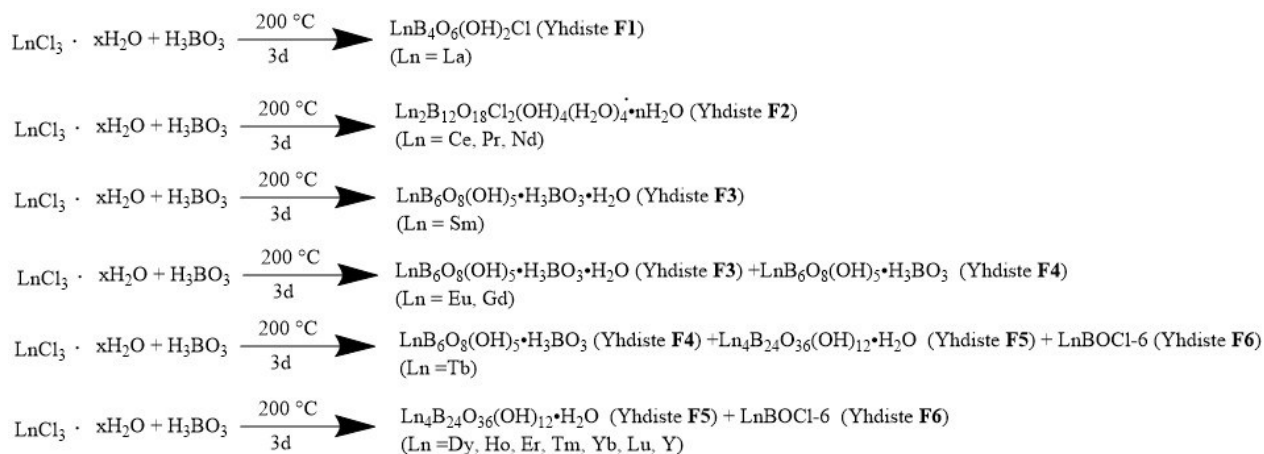 LnCl₃ · xH₂O + H₃BO₃ 200 °C 3d LnB₄O₆(OH)₂Cl (Yhdiste F1)
(Ln = La)
LnCl₃ · xH₂O + H₃BO₃ 200 °C 3d Ln₂B₁₂O₁₈Cl₂(OH)₄(H₂O)₄•nH₂O (Yhdiste F2)
(Ln = Ce, Pr, Nd)
LnCl₃ · xH₂O + H₃BO₃ 200 °C 3d LnB₆O₈(OH)₅•H₃BO₃•H₂O (Yhdiste F3)
(Ln = Sm)
LnCl₃ · xH₂O + H₃BO₃ 200 °C 3d LnB₆O₈(OH)₅•H₃BO₃•H₂O (Yhdiste F3) +LnB₆O₈(OH)₅•H₃BO₃ (Yhdiste F4)
(Ln = Eu, Gd)
LnCl₃ · xH₂O + H₃BO₃ 200 °C 3d LnB₆O₈(OH)₅•H₃BO₃ (Yhdiste F4) +Ln₄B₂₄O₃₆(OH)₁₂•H₂O (Yhdiste F5) + LnBOCl-6 (Yhdiste F6)
(Ln =Tb)
LnCl₃ · xH₂O + H₃BO₃ 200 °C 3d Ln₄B₂₄O₃₆(OH)₁₂•H₂O (Yhdiste F5) + LnBOCl-6 (Yhdiste F6)
(Ln =Dy, Ho, Er, Tm, Yb, Lu, Y)